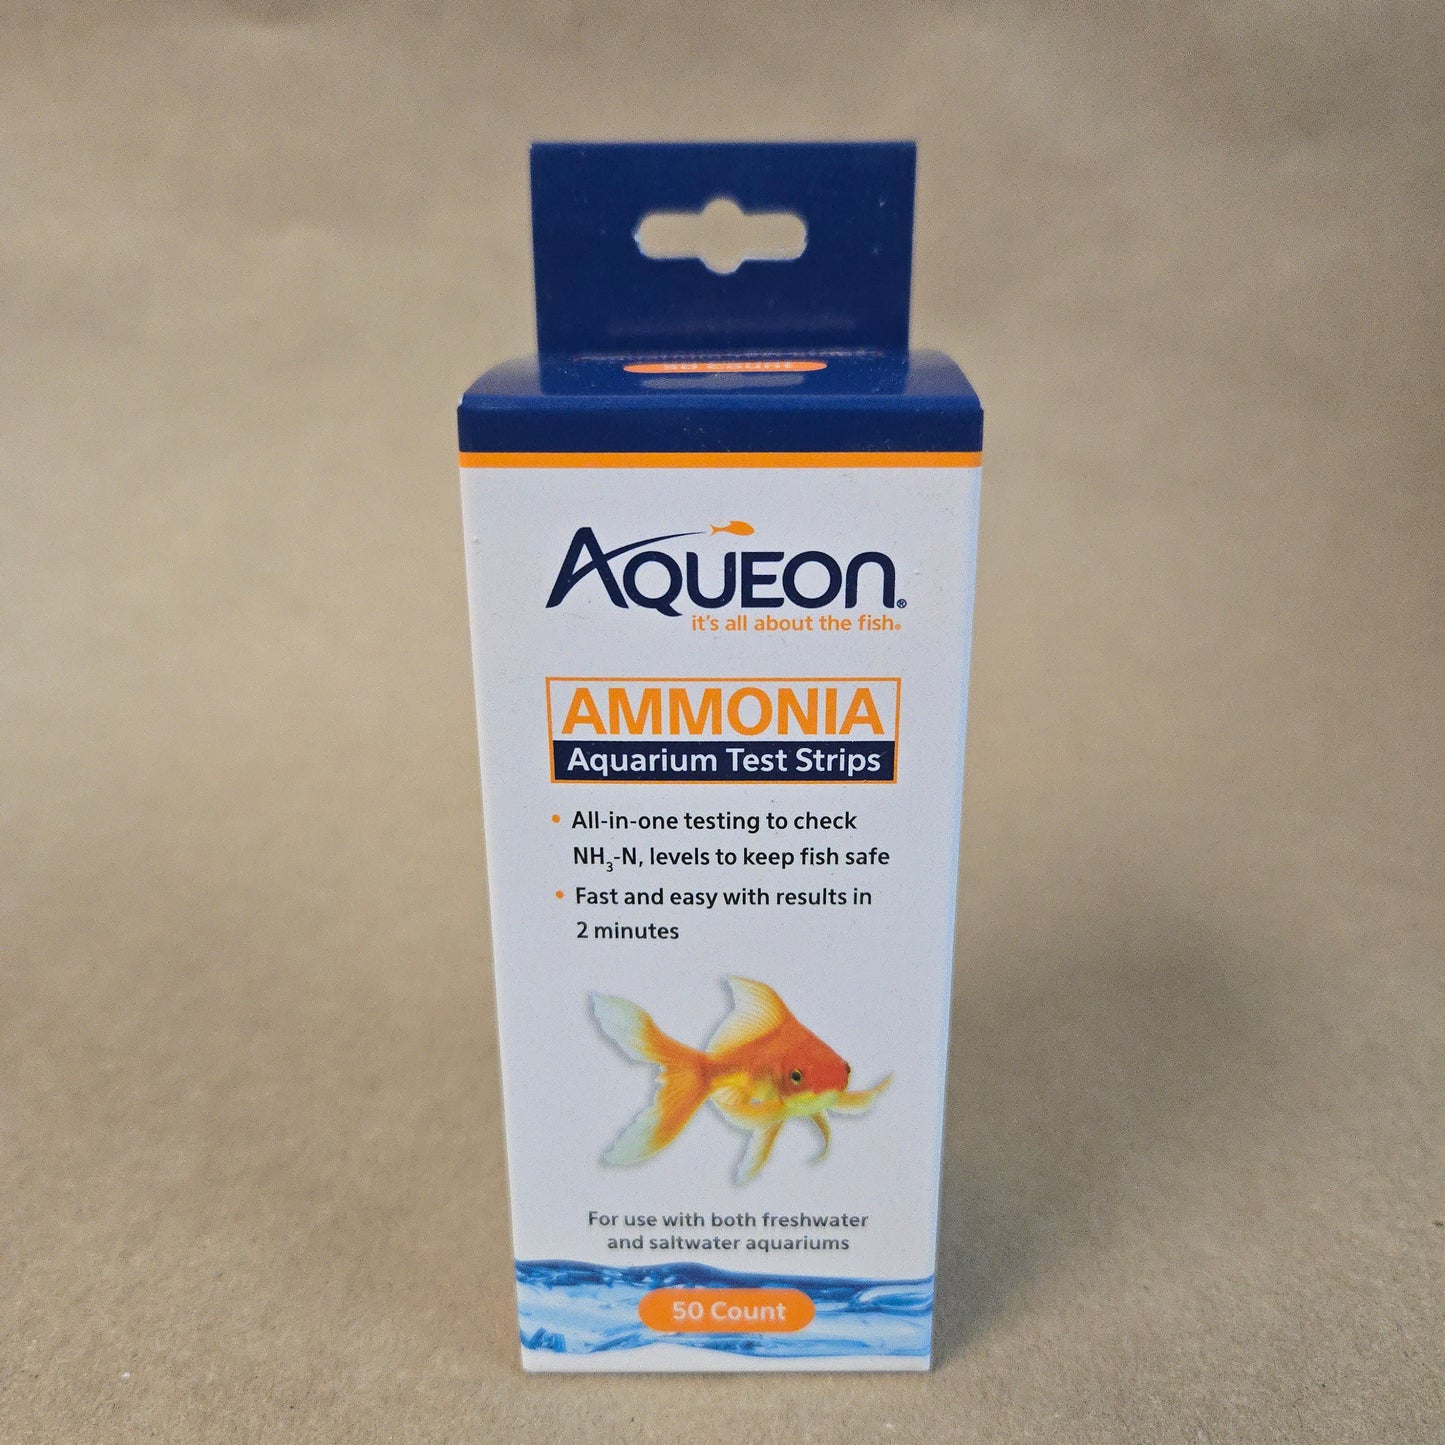 50 Count
AQUEON®
it's all about the fish®
AMMONIA
Aquarium Test Strips
• All-in-one testing to check
NH₃-N, levels to keep fish safe
• Fast and easy with results in
2 minutes
For use with both freshwater
and saltwater aquariums
50 Count